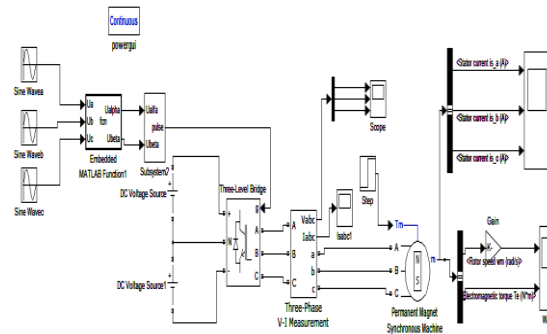 Continuous
powergui
Sine Wavea
Sine Waveb
Sine Wavec
Ua
Ub
Uc
fcn
Ualpha
Ubeta
Embedded
MATLAB Function1
Ualfa
Ubeta
pulse
Subsystem2
DC Voltage Source
DC Voltage Source1
Three-Level Bridge
+
N
-
g
A
B
C
A
B
C
Vabc
Iabc
a
b
c
Three-Phase
V-I Measurement
Scope
Isabc1
Step
Tm
A
B
C
N
S
m
Permanent Magnet
Synchronous Machine
<Stator current is_a (A)>
<Stator current is_b (A)>
<Stator current is_c (A)>
Gain
<Rotor speed wm (rad/s)>
<Electromagnetic torque Te (N*m)>